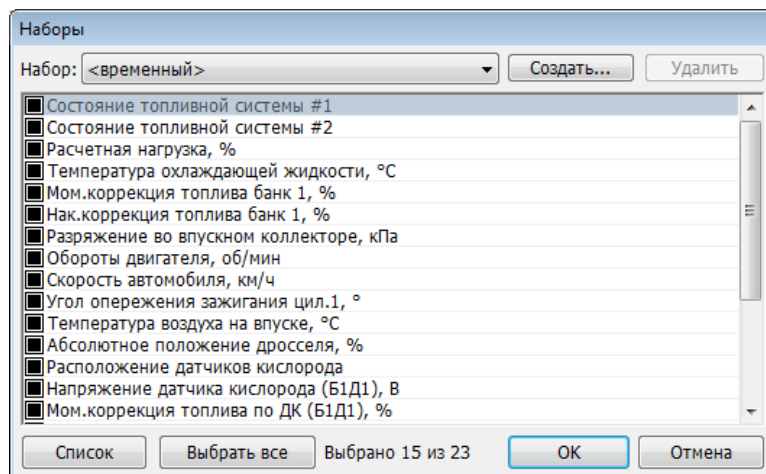 Наборы
Набор: <временный> Создать... Удалить
Состояние топливной системы #1
Состояние топливной системы #2
Расчетная нагрузка, %
Температура охлаждающей жидкости, °C
Мом.коррекция топлива банк 1, %
Нак.коррекция топлива банк 1, %
Разряжение во впускном коллекторе, кПа
Обороты двигателя, об/мин
Скорость автомобиля, км/ч
Угол опережения зажигания цил.1, °
Температура воздуха на впуске, °C
Абсолютное положение дросселя, %
Расположение датчиков кислорода
Напряжение датчика кислорода (Б1Д1), В
Мом.коррекция топлива по ДК (Б1Д1), %
Список Выбрать все Выбрано 15 из 23 OK Отмена